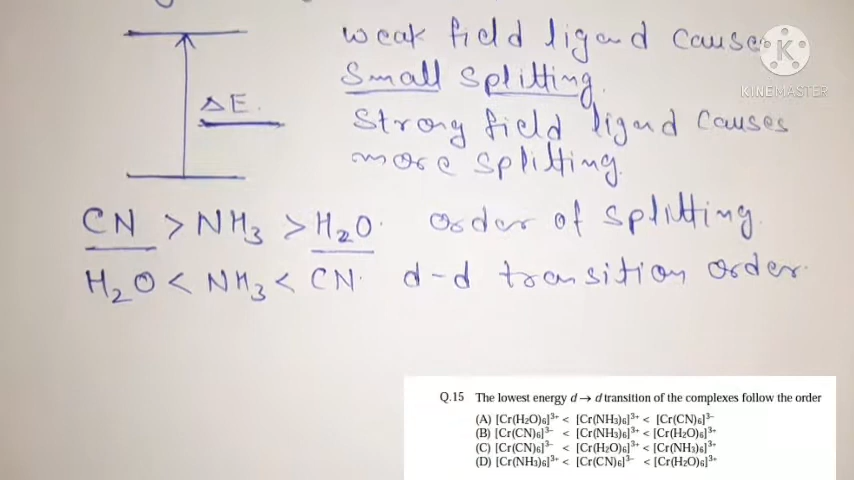 weak field ligand causes
K
KINEMASTER
Small splitting.
ΔE.
Strong field ligand causes
more splitting.
CN > NH3 > H2O. order of splitting.
H2O < NH3 < CN. d-d transition order.
Q.15 The lowest energy d → d transition of the complexes follow the order
(A) [Cr(H2O)6]3+ < [Cr(NH3)6]3+ < [Cr(CN)6]3−
(B) [Cr(CN)6]3− < [Cr(NH3)6]3+ < [Cr(H2O)6]3+
(C) [Cr(CN)6]3− < [Cr(H2O)6]3+ < [Cr(NH3)6]3+
(D) [Cr(NH3)6]3+ < [Cr(CN)6]3− < [Cr(H2O)6]3+